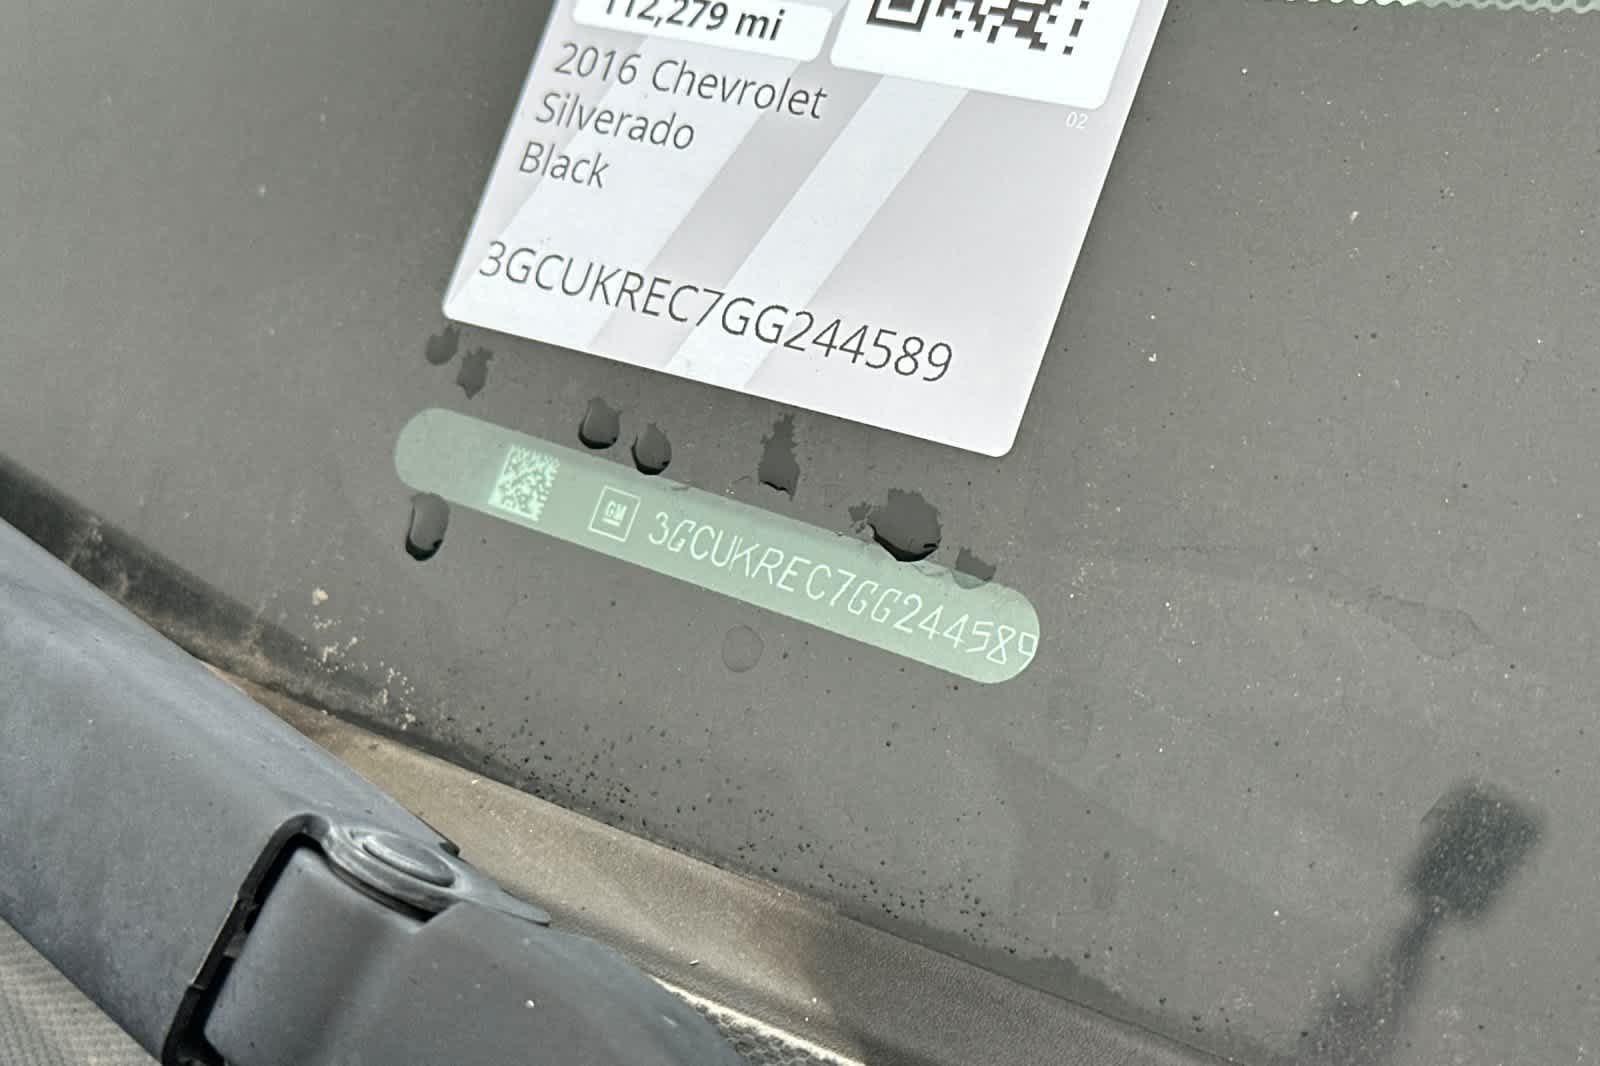 112,279 mi
2016 Chevrolet
Silverado
Black
02
3GCUKREC7GG244589
GM 3GCUKREC7GG244589